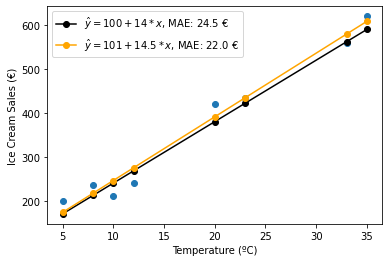 ŷ = 100 + 14 * x, MAE: 24.5 €
ŷ = 101 + 14.5 * x, MAE: 22.0 €
600
500
400
300
200
Ice Cream Sales (€)
5 10 15 20 25 30 35
Temperature (ºC)